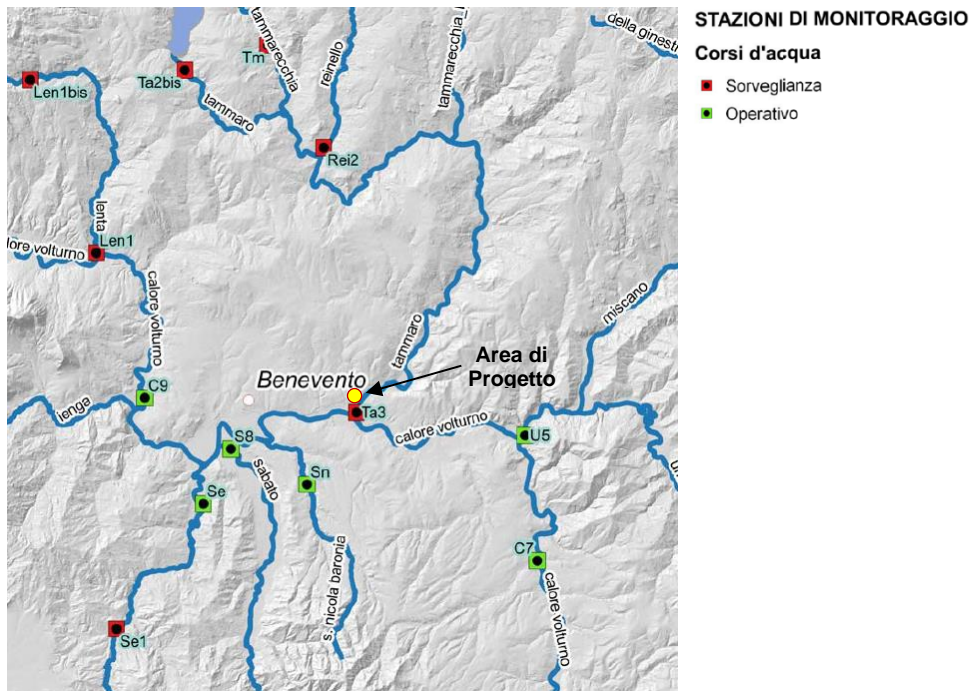 STAZIONI DI MONITORAGGIO
Corsi d'acqua
Sorveglianza
Operativo
tammarecchia
Tm
reinello
della ginest
tammarecchia_
Len1bis
Ta2bis
tammaro
Rei2
lenta
lore volturno
Len1
calore volturno
miscano
tammaro
Area di
Progetto
Benevento
C9
ienga
Ta3
calore volturno
U5
S8
sabato
Sn
Se
s. nicola baronia
C7
calore volturno
Se1